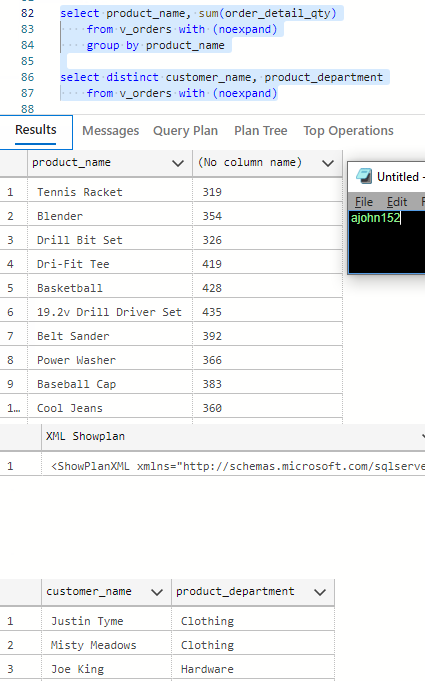 82 select product_name, sum(order_detail_qty)
83 from v_orders with (noexpand)
84 group by product_name
85
86 select distinct customer_name, product_department
87 from v_orders with (noexpand)
88
Results Messages Query Plan Plan Tree Top Operations
product_name (No column name)
1 Tennis Racket 319
2 Blender 354
3 Drill Bit Set 326
4 Dri-Fit Tee 419
5 Basketball 428
6 19.2v Drill Driver Set 435
7 Belt Sander 392
8 Power Washer 366
9 Baseball Cap 383
1… Cool Jeans 360
Untitled -
File Edit
ajohn152
XML Showplan
1 <ShowPlanXML xmlns="http://schemas.microsoft.com/sqlserve
customer_name product_department
1 Justin Tyme Clothing
2 Misty Meadows Clothing
3 Joe King Hardware